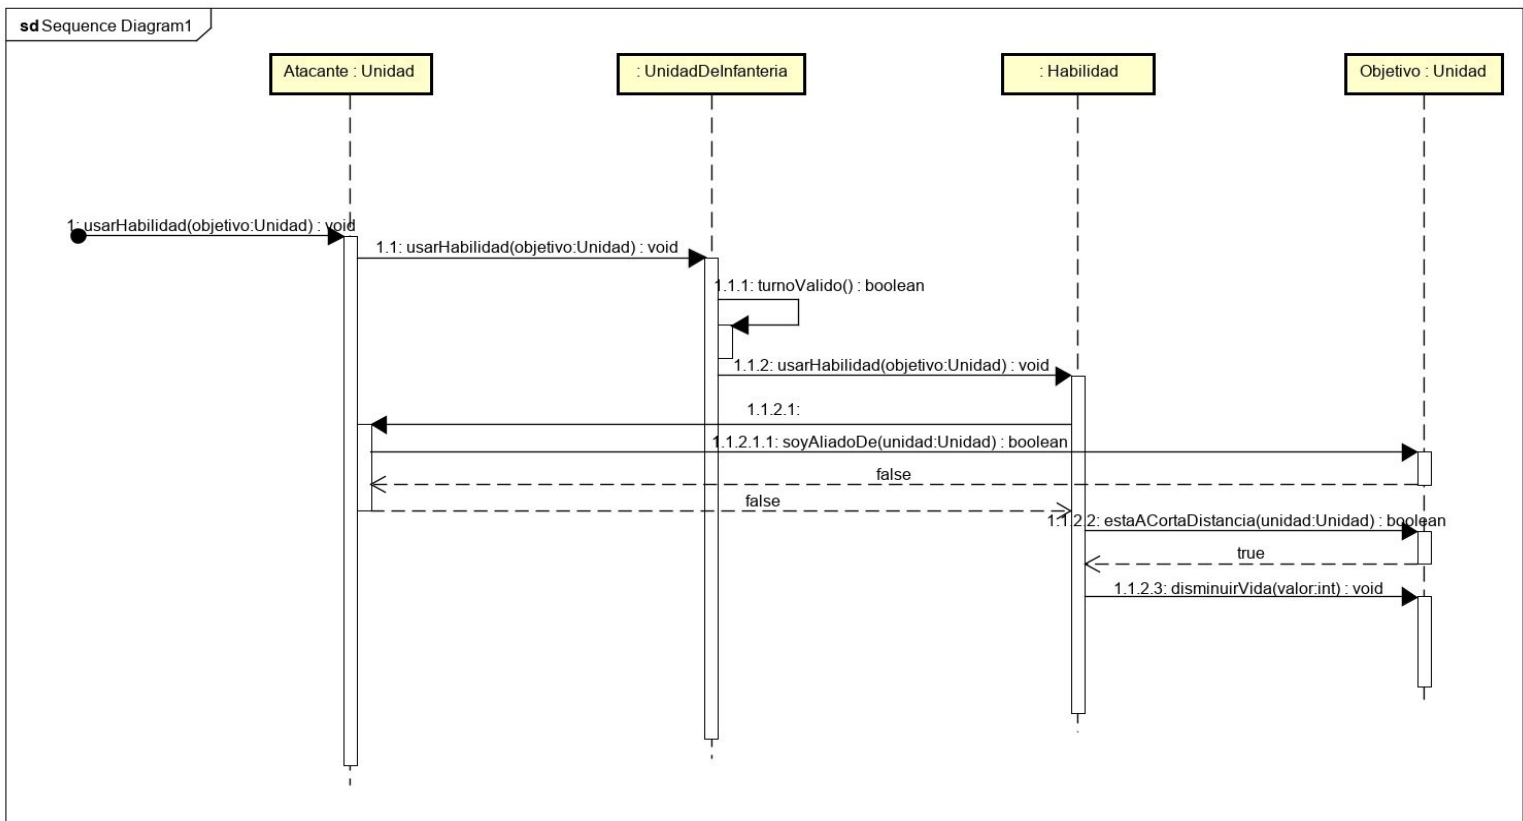 sd Sequence Diagram1
Atacante : Unidad
: UnidadDeInfanteria
: Habilidad
Objetivo : Unidad
1: usarHabilidad(objetivo:Unidad) : void
1.1: usarHabilidad(objetivo:Unidad) : void
1.1.1: turnoValido() : boolean
1.1.2: usarHabilidad(objetivo:Unidad) : void
1.1.2.1:
1.1.2.1.1: soyAliadoDe(unidad:Unidad) : boolean
false
false
1.1.2.2: estaACortaDistancia(unidad:Unidad) : boolean
true
1.1.2.3: disminuirVida(valor:int) : void